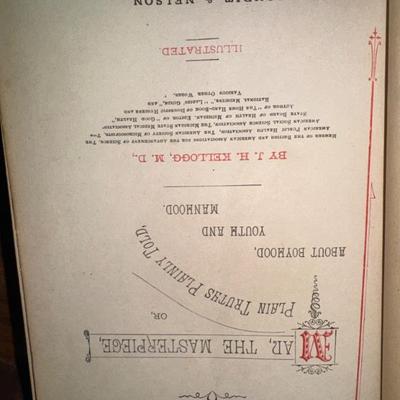 MAN, THE MASTERPIECE,
OR,
PLAIN TRUTHS PLAINLY TOLD,
ABOUT BOYHOOD,
YOUTH AND
MANHOOD.
BY J. H. KELLOGG, M. D.,
MEMBER OF THE BRITISH AND AMERICAN ASSOCIATIONS FOR THE ADVANCEMENT OF SCIENCE, THE
AMERICAN PUBLIC HEALTH ASSOCIATION, THE AMERICAN SOCIETY OF MICROSCOPISTS, THE
AMERICAN SOCIAL SCIENCE ASSOCIATION, THE MICHIGAN STATE MEDICAL ASSOCIATION,
STATE BOARD OF HEALTH OF MICHIGAN, EDITOR OF "GOOD HEALTH,"
AUTHOR OF "THE HOME HAND-BOOK OF DOMESTIC HYGIENE AND
RATIONAL MEDICINE," "LADIES' GUIDE," AND
VARIOUS OTHER WORKS.
ILLUSTRATED
& NELSON